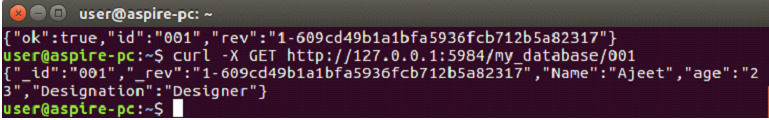 user@aspire-pc: ~
{"ok":true,"id":"001","rev":"1-609cd49b1a1bfa5936fcb712b5a82317"}
user@aspire-pc:~$ curl -X GET http://127.0.0.1:5984/my_database/001
{"_id":"001","_rev":"1-609cd49b1a1bfa5936fcb712b5a82317","Name":"Ajeet","age":"2
3","Designation":"Designer"}
user@aspire-pc:~$